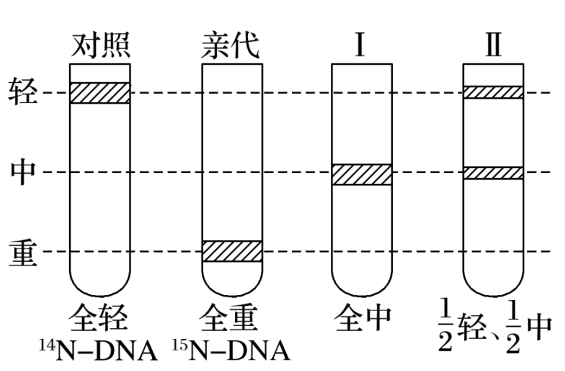 对照 亲代 Ⅰ Ⅱ
轻
中
重
全轻 全重 全中 1/2轻、1/2中
¹⁴N–DNA ¹⁵N–DNA